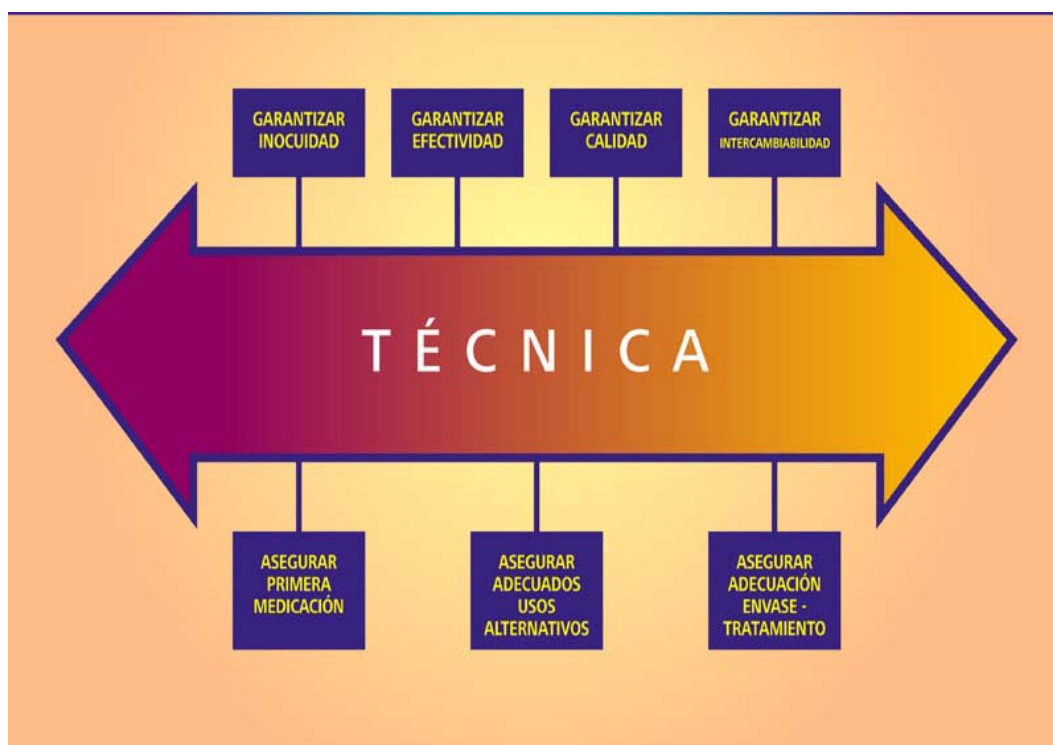 GARANTIZAR
INOCUIDAD
GARANTIZAR
EFECTIVIDAD
GARANTIZAR
CALIDAD
GARANTIZAR
INTERCAMBIABILIDAD
TÉCNICA
ASEGURAR
PRIMERA
MEDICACIÓN
ASEGURAR
ADECUADOS
USOS
ALTERNATIVOS
ASEGURAR
ADECUACIÓN
ENVASE -
TRATAMIENTO